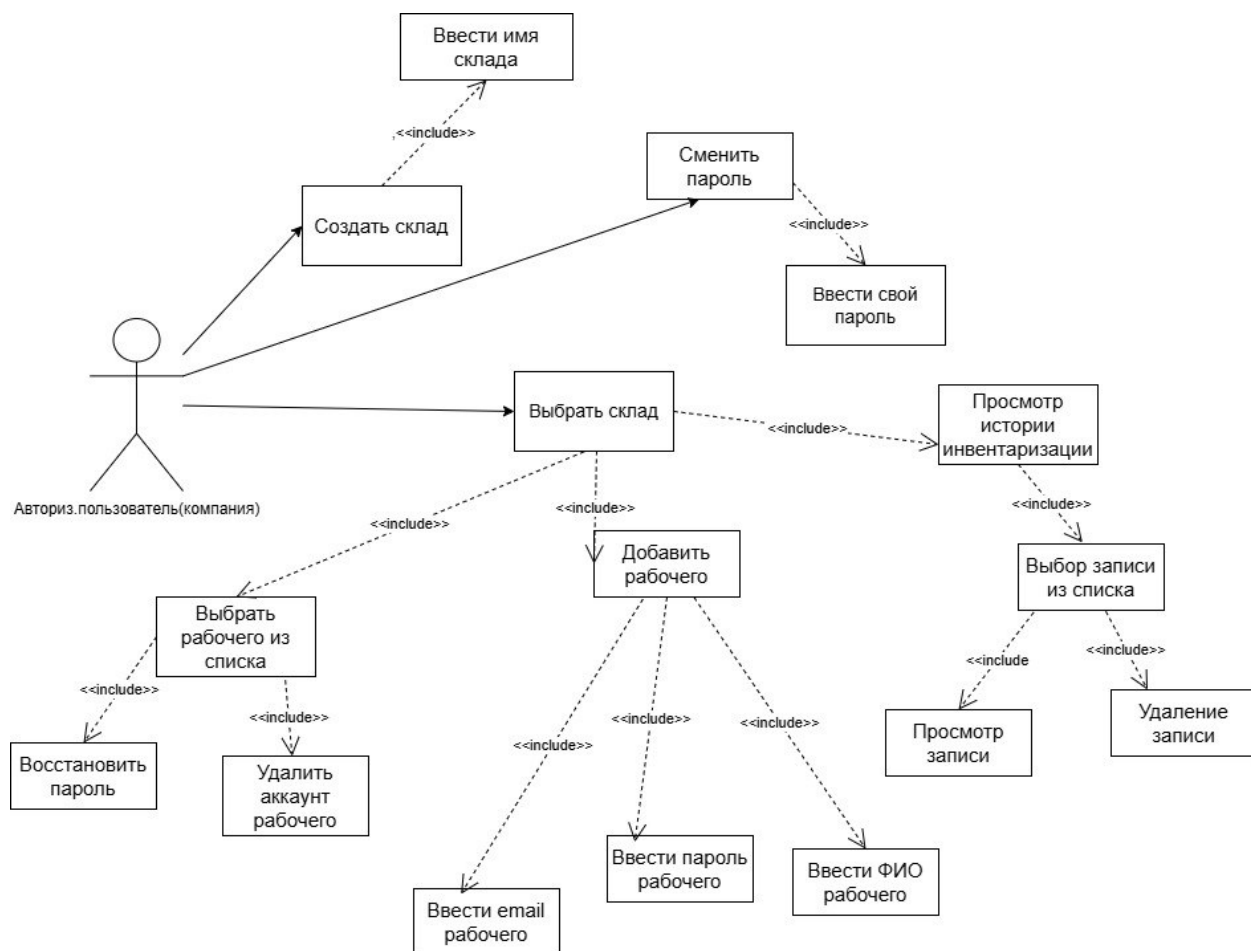 Ввести имя
склада
,<<include>>
Создать склад
Сменить
пароль
<<include>>
Ввести свой
пароль
Авториз.пользователь(компания)
Выбрать склад
<<include>>
Просмотр
истории
инвентаризации
<<include>>
<<include>>
<<include>>
Добавить
рабочего
Выбор записи
из списка
Выбрать
рабочего из
списка
<<include>>
<<include>>
<<include>>
<<include>>
<<include>>
<<include
<<include>>
Восстановить
пароль
Удалить
аккаунт
рабочего
Просмотр
записи
Удаление
записи
Ввести email
рабочего
Ввести пароль
рабочего
Ввести ФИО
рабочего